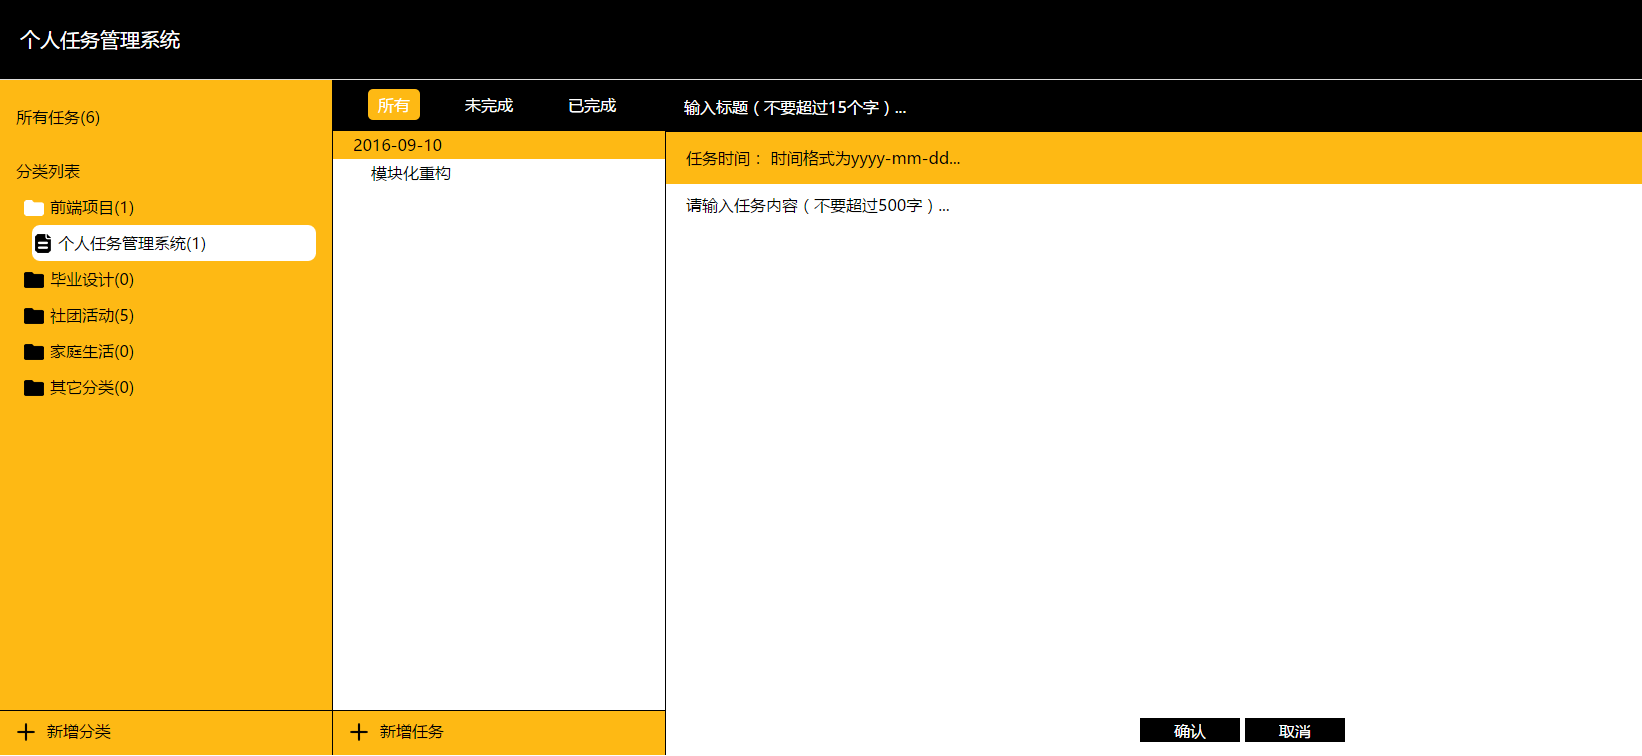 个人任务管理系统
所有任务(6)
分类列表
前端项目(1)
个人任务管理系统(1)
毕业设计(0)
社团活动(5)
家庭生活(0)
其它分类(0)
新增分类
所有 未完成 已完成
2016-09-10
模块化重构
新增任务
输入标题（不要超过15个字）...
任务时间： 时间格式为yyyy-mm-dd...
请输入任务内容（不要超过500字）...
确认 取消